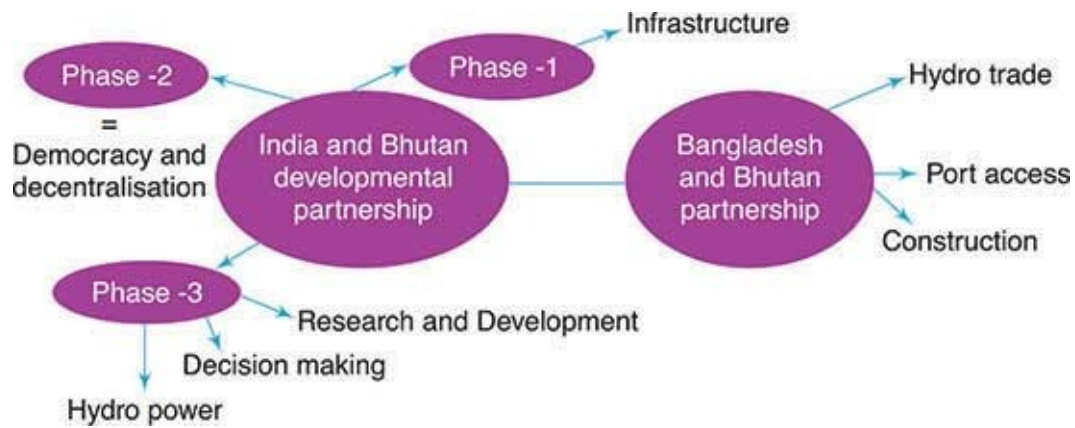 Infrastructure
Phase -1
Phase -2
=
Democracy and
decentralisation
India and Bhutan
developmental
partnership
Bangladesh
and Bhutan
partnership
Hydro trade
Port access
Construction
Phase -3
Research and Development
Decision making
Hydro power